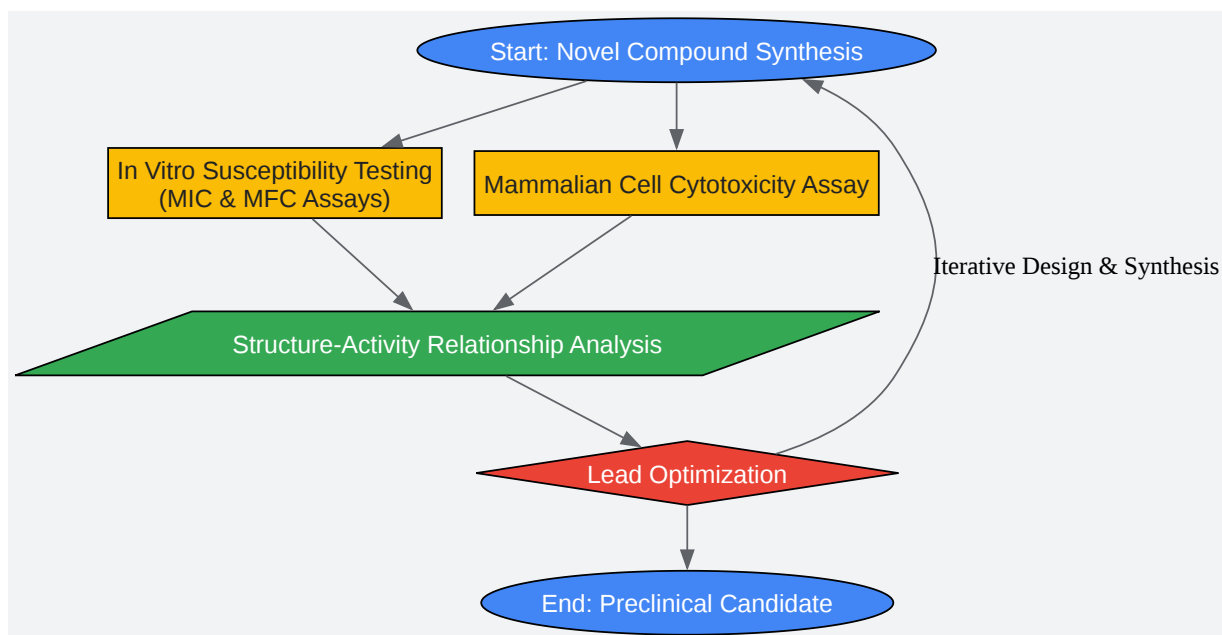 Start: Novel Compound Synthesis
In Vitro Susceptibility Testing
(MIC & MFC Assays)
Mammalian Cell Cytotoxicity Assay
Iterative Design & Synthesis
Structure-Activity Relationship Analysis
Lead Optimization
End: Preclinical Candidate